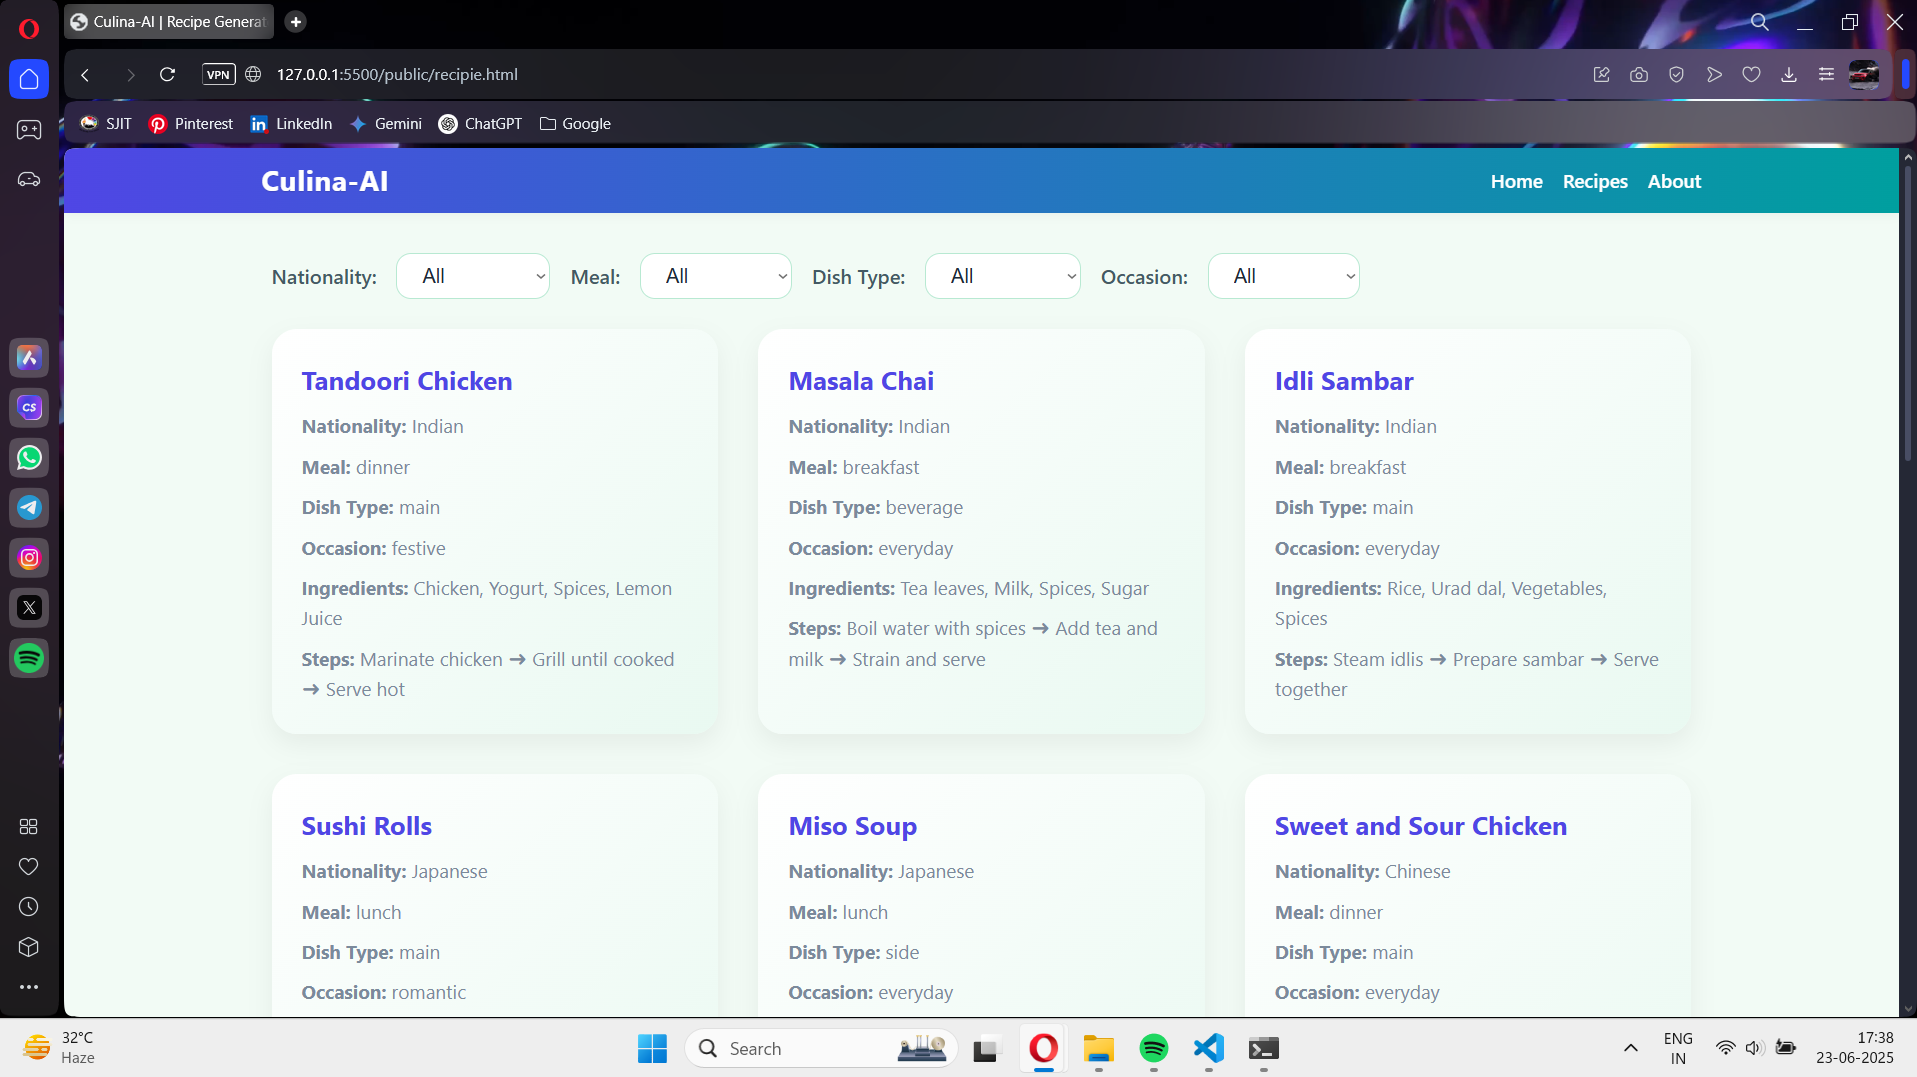 Culina-AI | Recipe Generat
VPN 127.0.0.1:5500/public/recipie.html
SJIT Pinterest LinkedIn Gemini ChatGPT Google
Culina-AI Home Recipes About
Nationality: All Meal: All Dish Type: All Occasion: All
Tandoori Chicken
Nationality: Indian
Meal: dinner
Dish Type: main
Occasion: festive
Ingredients: Chicken, Yogurt, Spices, Lemon
Juice
Steps: Marinate chicken → Grill until cooked
→ Serve hot
Masala Chai
Nationality: Indian
Meal: breakfast
Dish Type: beverage
Occasion: everyday
Ingredients: Tea leaves, Milk, Spices, Sugar
Steps: Boil water with spices → Add tea and
milk → Strain and serve
Idli Sambar
Nationality: Indian
Meal: breakfast
Dish Type: main
Occasion: everyday
Ingredients: Rice, Urad dal, Vegetables,
Spices
Steps: Steam idlis → Prepare sambar → Serve
together
Sushi Rolls
Nationality: Japanese
Meal: lunch
Dish Type: main
Occasion: romantic
Miso Soup
Nationality: Japanese
Meal: lunch
Dish Type: side
Occasion: everyday
Sweet and Sour Chicken
Nationality: Chinese
Meal: dinner
Dish Type: main
Occasion: everyday
CS
32°C
Haze
Search
ENG
IN
17:38
23-06-2025